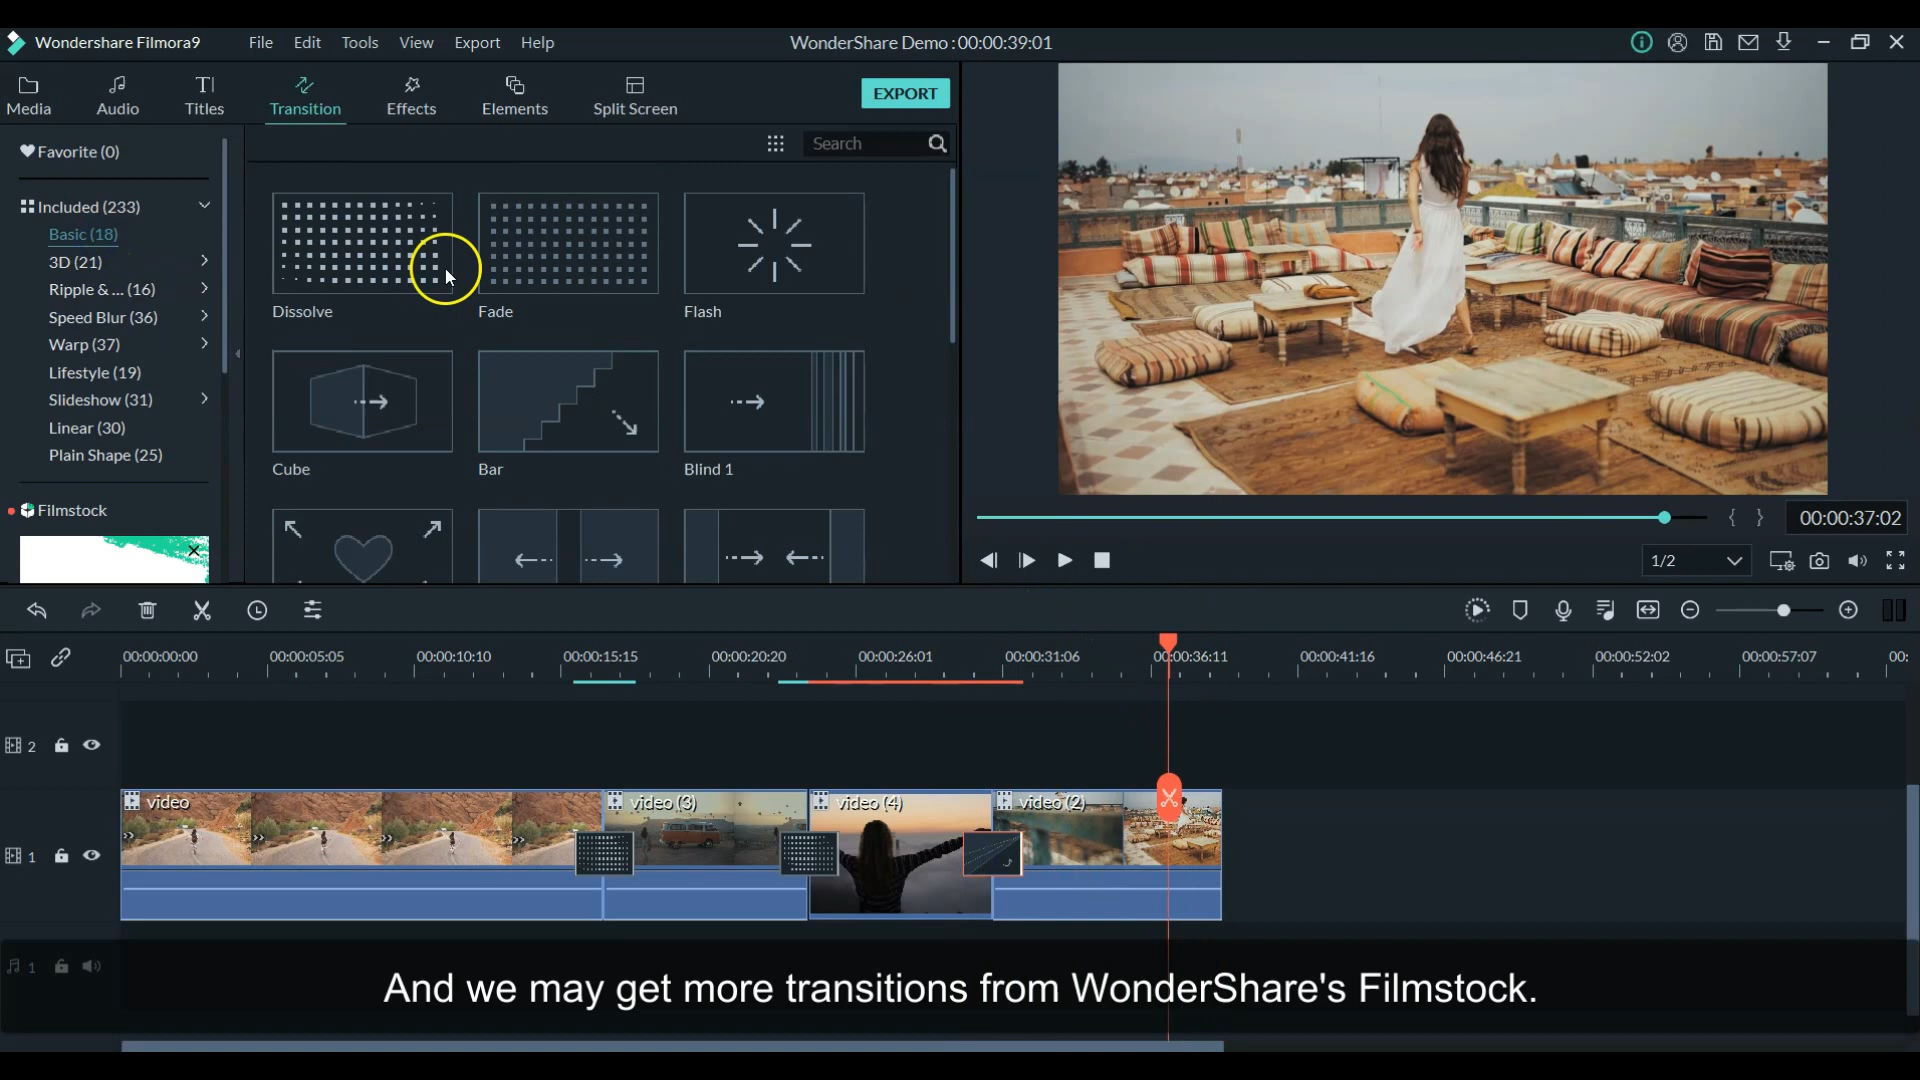 Wondershare Filmora9
File Edit Tools View Export Help
WonderShare Demo : 00:00:39:01
Media Audio Titles Transition Effects Elements Split Screen
EXPORT
Search
Favorite (0)
Included (233)
Basic (18)
3D (21)
Ripple & ... (16)
Speed Blur (36)
Warp (37)
Lifestyle (19)
Slideshow (31)
Linear (30)
Plain Shape (25)
Filmstock
Dissolve Fade Flash
Cube Bar Blind 1
00:00:37:02
1/2
00:00:00:00 00:00:05:05 00:00:10:10 00:00:15:15 00:00:20:20 00:00:26:01 00:00:31:06 00:00:36:11 00:00:41:16 00:00:46:21 00:00:52:02 00:00:57:07 00:
2
video video (3) video (4) video (2)
1
1
And we may get more transitions from WonderShare's Filmstock.